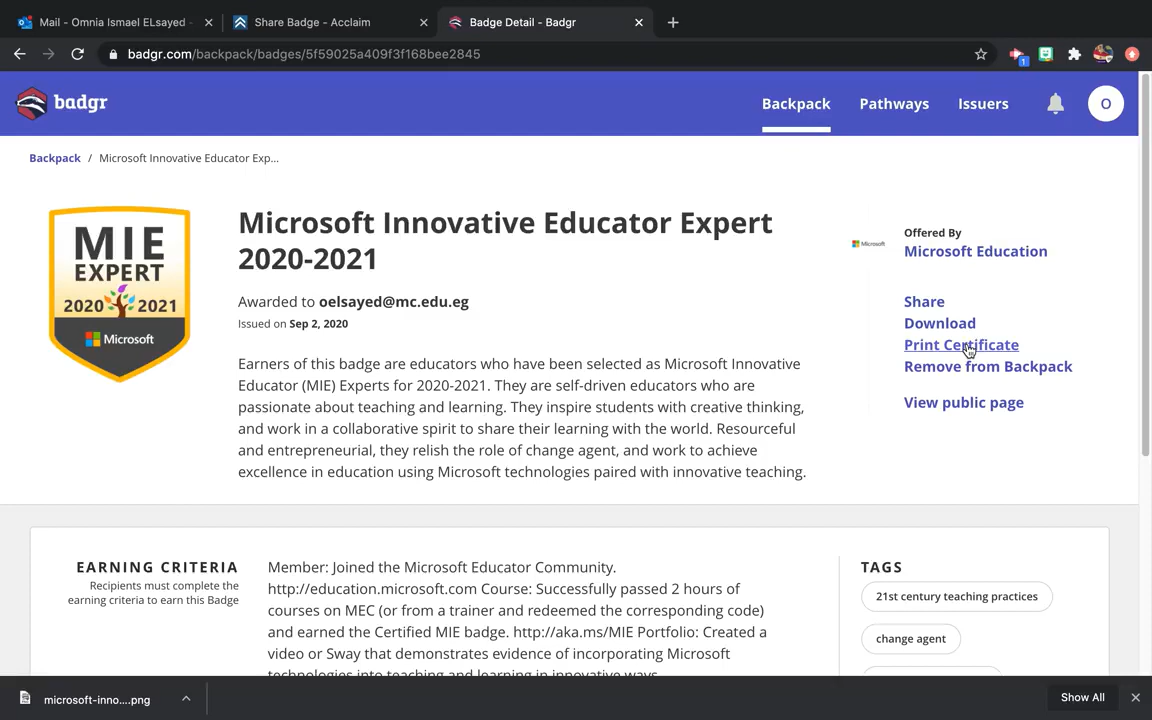 Mail - Omnia Ismael ELsayed -
Share Badge - Acclaim
Badge Detail - Badgr
badgr.com/backpack/badges/5f59025a409f3f168bee2845
1
badgr
Backpack
Pathways
Issuers
O
Backpack / Microsoft Innovative Educator Exp...
MIE
EXPERT
2020 2021
Microsoft
Microsoft Innovative Educator Expert
2020-2021
Awarded to oelsayed@mc.edu.eg
Issued on Sep 2, 2020
Earners of this badge are educators who have been selected as Microsoft Innovative
Educator (MIE) Experts for 2020-2021. They are self-driven educators who are
passionate about teaching and learning. They inspire students with creative thinking,
and work in a collaborative spirit to share their learning with the world. Resourceful
and entrepreneurial, they relish the role of change agent, and work to achieve
excellence in education using Microsoft technologies paired with innovative teaching.
Microsoft
Offered By
Microsoft Education
Share
Download
Print Certificate
Remove from Backpack
View public page
EARNING CRITERIA
Recipients must complete the
earning criteria to earn this Badge
Member: Joined the Microsoft Educator Community.
http://education.microsoft.com Course: Successfully passed 2 hours of
courses on MEC (or from a trainer and redeemed the corresponding code)
and earned the Certified MIE badge. http://aka.ms/MIE Portfolio: Created a
video or Sway that demonstrates evidence of incorporating Microsoft
technologies into teaching and learning in innovative ways.
TAGS
21st century teaching practices
change agent
microsoft-inno....png
Show All